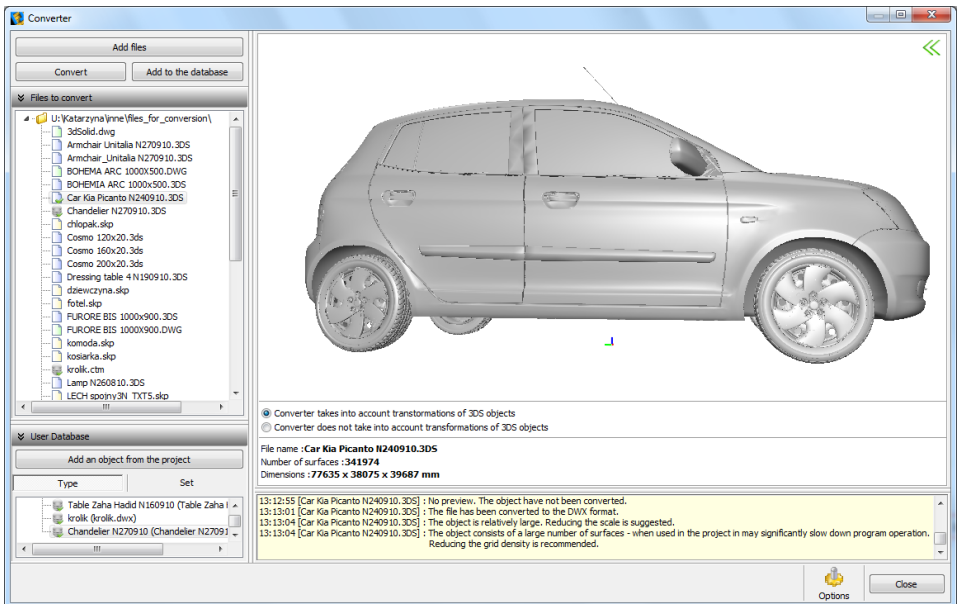 Converter
Add files
Convert
Add to the database
Files to convert
U:\Katarzyna\inne\files_for_conversion\
3dSolid.dwg
Armchair Unitalia N270910.3DS
Armchair_Unitalia N270910.3DS
BOHEMA ARC 1000X500.DWG
BOHEMIA ARC 1000x500.3DS
Car Kia Picanto N240910.3DS
Chandelier N270910.3DS
chlopak.skp
Cosmo 120x20.3ds
Cosmo 160x20.3ds
Cosmo 200x20.3ds
Dressing table 4 N190910.3DS
dziewczyna.skp
fotel.skp
FURORE BIS 1000x900.3DS
FURORE BIS 1000X900.DWG
komoda.skp
kosiarka.skp
krolik.ctm
Lamp N260810.3DS
LECH spojny3N_TXT5.skp
User Database
Add an object from the project
Type
Set
Table Zaha Hadid N160910 (Table Zaha H
krolik (krolik.dwx)
Chandelier N270910 (Chandelier N27091
Converter takes into account transtormations of 3DS objects
Converter does not take into account transformations of 3DS objects
File name :Car Kia Picanto N240910.3DS
Number of surfaces :341974
Dimensions :77635 x 38075 x 39687 mm
13:12:55 [Car Kia Picanto N240910.3DS] : No preview. The object have not been converted.
13:13:01 [Car Kia Picanto N240910.3DS] : The file has been converted to the DWX format.
13:13:04 [Car Kia Picanto N240910.3DS] : The object is relatively large. Reducing the scale is suggested.
13:13:04 [Car Kia Picanto N240910.3DS] : The object consists of a large number of surfaces - when used in the project in may significantly slow down program operation.
Reducing the grid density is recommended.
Options
Close